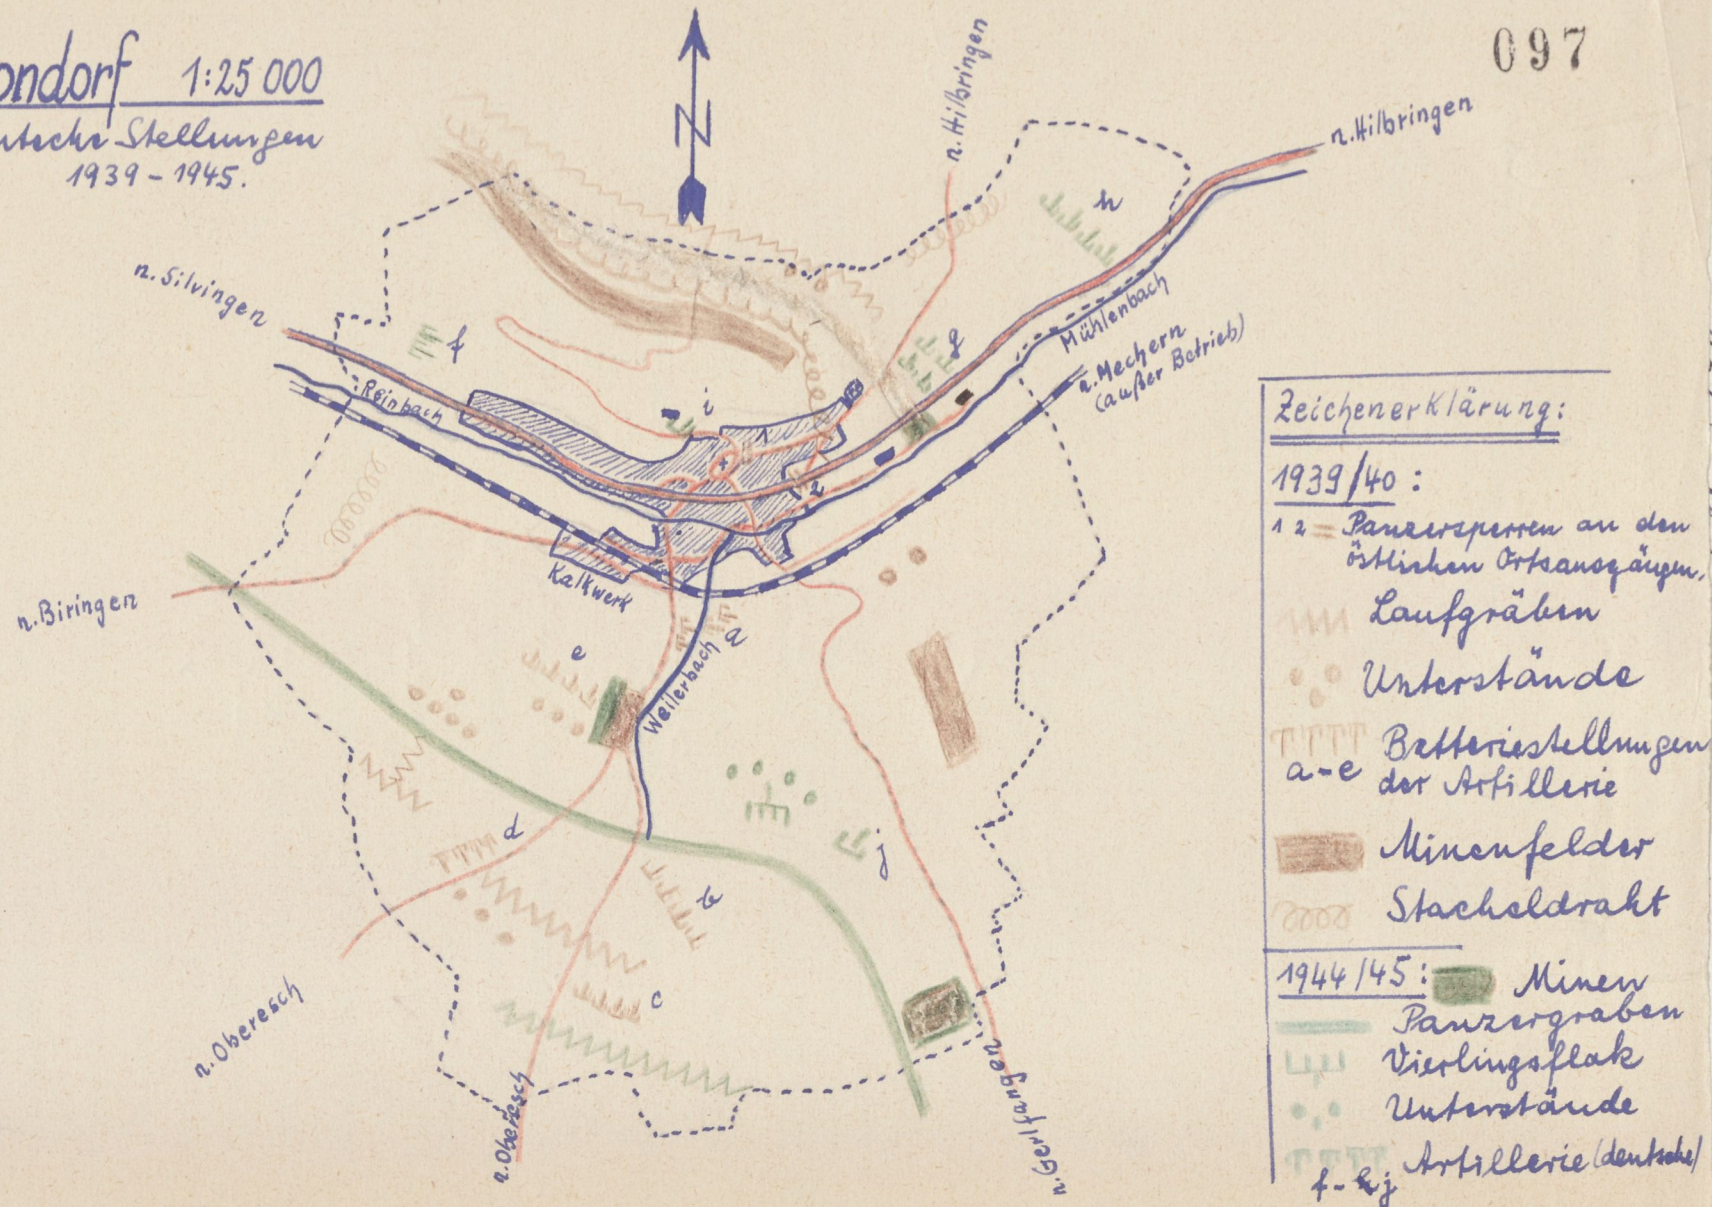 ondorf 1:25 000
utsche Stellungen
1939 - 1945.
097
N
n. Hilbringen
n. Hilbringen
n. Silvingen
h
f
g
Mühlenbach
n. Mechern
(außer Betrieb)
Reinbach
i
1
2
Kalkwerk
n. Biringen
a
e
Weilerbach
d
b
j
c
n. Oberesch
n. Oberesch
n. Gerlfangen
Zeichenerklärung:
1939/40:
1 2 = Panzersperren an den
östlichen Ortsausgängen.
Laufgräben
Unterstände
Batteriestellungen
a-e der Artillerie
Minenfelder
Stacheldraht
1944/45: Minen
Panzergraben
Vierlingsflak
Unterstände
Artillerie (deutsche)
f - j